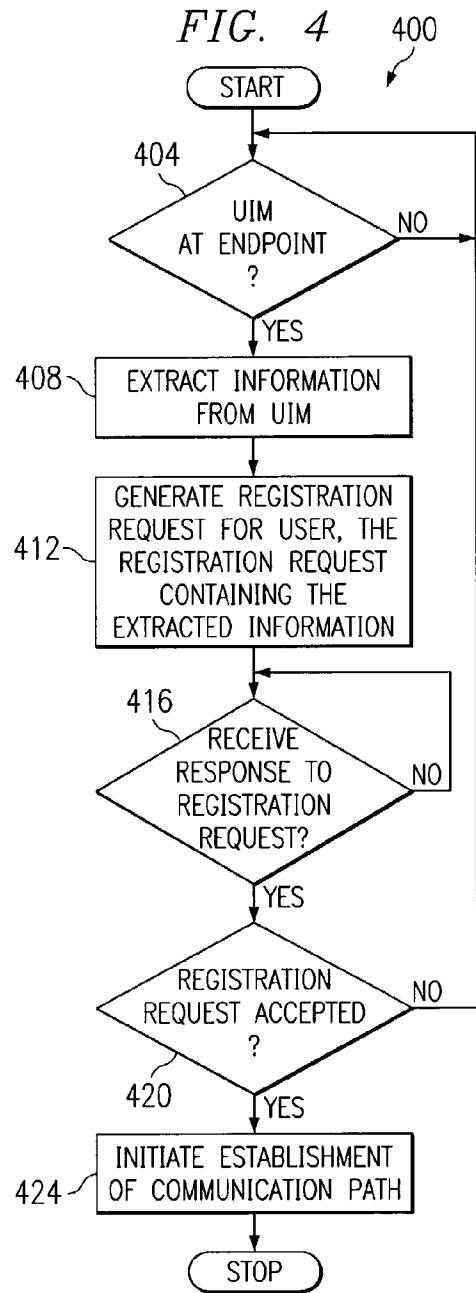 FIG. 4
400
START
404
UIM
AT ENDPOINT
?
NO
YES
408
EXTRACT INFORMATION
FROM UIM
412
GENERATE REGISTRATION
REQUEST FOR USER, THE
REGISTRATION REQUEST
CONTAINING THE
EXTRACTED INFORMATION
416
RECEIVE
RESPONSE TO
REGISTRATION
REQUEST?
NO
YES
REGISTRATION
REQUEST ACCEPTED
?
NO
420
YES
424
INITIATE ESTABLISHMENT
OF COMMUNICATION PATH
STOP